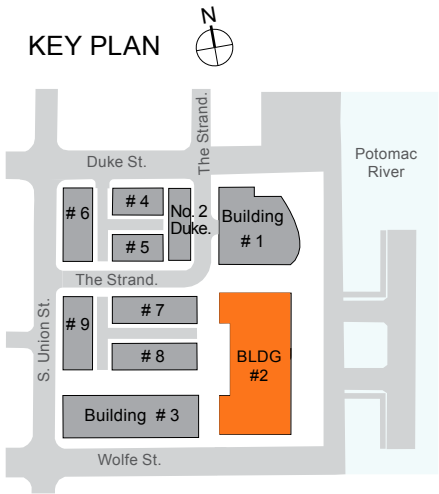 N
KEY PLAN
The Strand.
Duke St.
Potomac
River
# 6
# 4
No. 2
Duke.
# 5
Building
# 1
The Strand.
S. Union St.
# 9
# 7
# 8
BLDG
#2
Building # 3
Wolfe St.